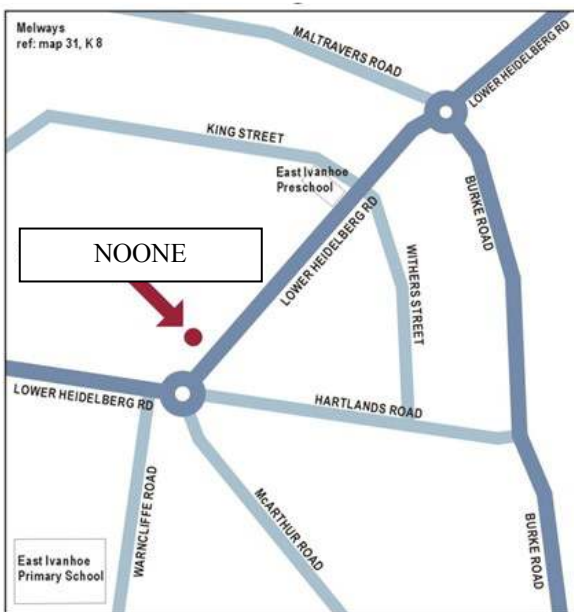 Melways
ref: map 31, K 8
MALTRAVERS ROAD
LOWER HEIDELBERG RD
KING STREET
East Ivanhoe
Preschool
BURKE ROAD
LOWER HEIDELBERG RD
WITHERS STREET
NOONE
LOWER HEIDELBERG RD
HARTLANDS ROAD
WARNCLIFFE ROAD
McARTHUR ROAD
BURKE ROAD
East Ivanhoe
Primary School